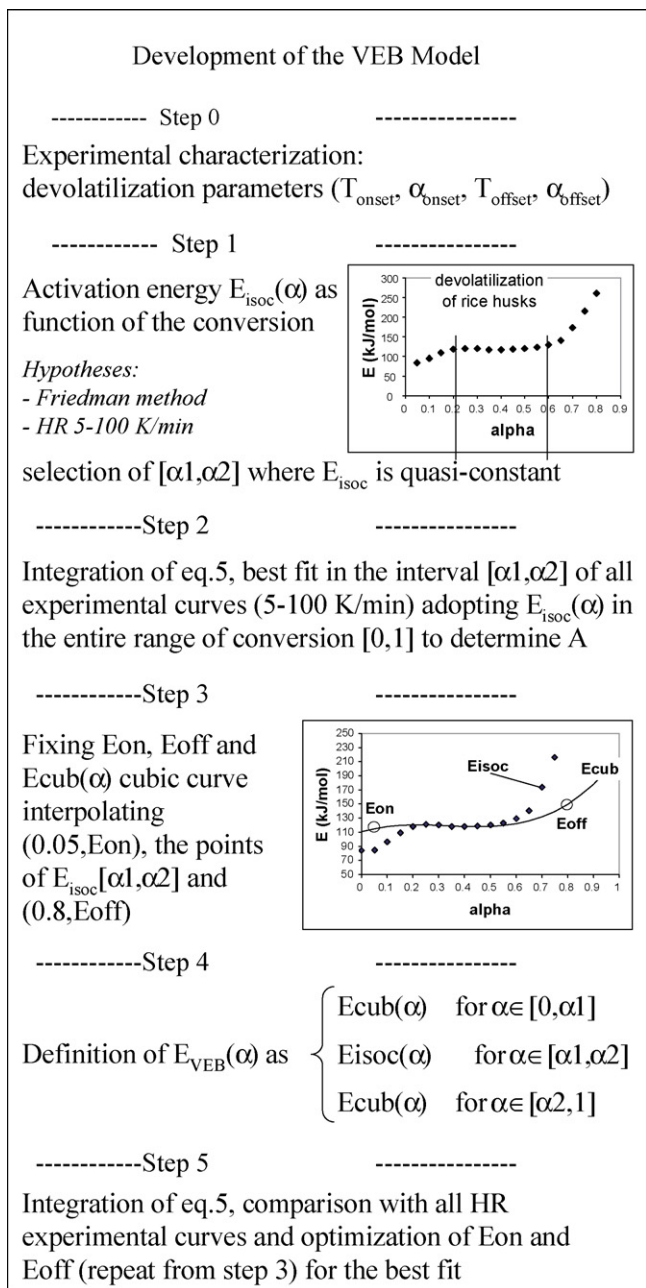 Development of the VEB Model
------------ Step 0 ----------------
Experimental characterization:
devolatilization parameters (T_onset, α_onset, T_offset, α_offset)
------------ Step 1 ----------------
Activation energy E_isoc(α) as
function of the conversion
Hypotheses:
- Friedman method
- HR 5-100 K/min
devolatilization
of rice husks
E (kJ/mol)
300
250
200
150
100
50
0
0 0.1 0.2 0.3 0.4 0.5 0.6 0.7 0.8 0.9
alpha
selection of [α1,α2] where E_isoc is quasi-constant
------------Step 2 ----------------
Integration of eq.5, best fit in the interval [α1,α2] of all
experimental curves (5-100 K/min) adopting E_isoc(α) in
the entire range of conversion [0,1] to determine A
------------Step 3 ----------------
Fixing Eon, Eoff and
Ecub(α) cubic curve
interpolating
(0.05,Eon), the points
of E_isoc[α1,α2] and
(0.8,Eoff)
E (kJ/mol)
250
230
210
190
170
150
130
110
90
70
50
Eisoc
Ecub
Eon
Eoff
0 0.1 0.2 0.3 0.4 0.5 0.6 0.7 0.8 0.9 1
alpha
------------Step 4 ----------------
Definition of E_VEB(α) as
Ecub(α) for α∈[0,α1]
Eisoc(α) for α∈[α1,α2]
Ecub(α) for α∈[α2,1]
------------Step 5 ----------------
Integration of eq.5, comparison with all HR
experimental curves and optimization of Eon and
Eoff (repeat from step 3) for the best fit